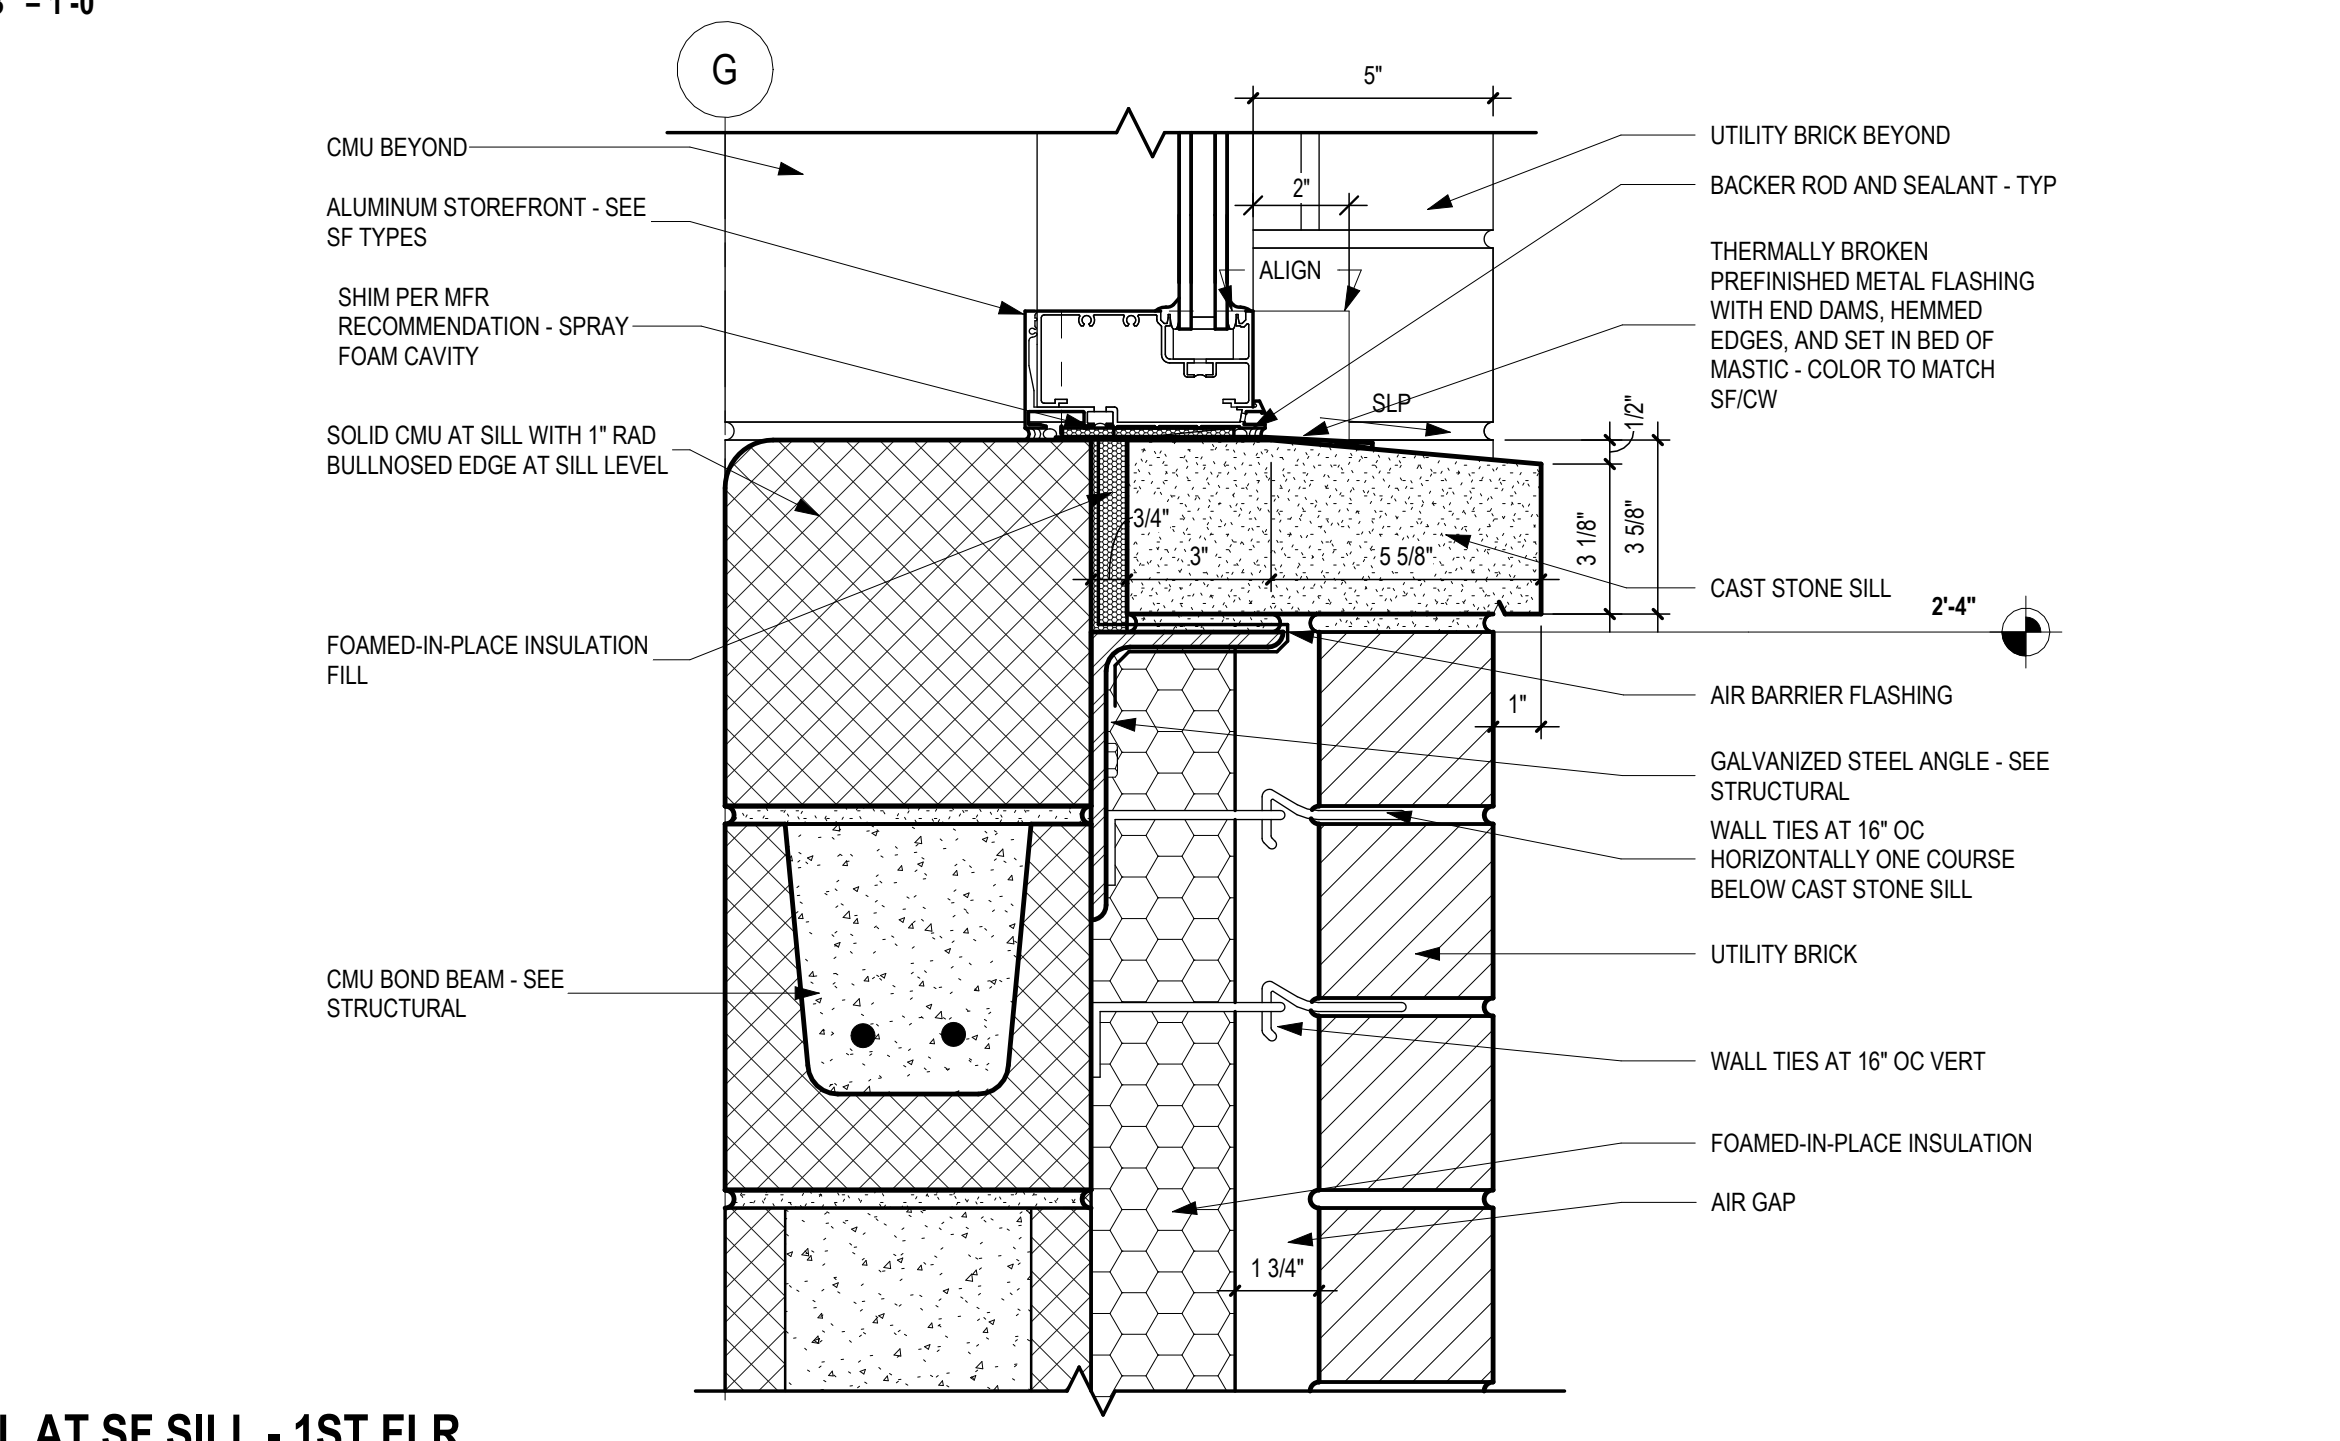 G
5"
CMU BEYOND
ALUMINUM STOREFRONT - SEE
SF TYPES
SHIM PER MFR
RECOMMENDATION - SPRAY
FOAM CAVITY
SOLID CMU AT SILL WITH 1" RAD
BULLNOSED EDGE AT SILL LEVEL
FOAMED-IN-PLACE INSULATION
FILL
CMU BOND BEAM - SEE
STRUCTURAL
2"
ALIGN
SLP
3/4"
3"
5 5/8"
1/2"
3 1/8"
3 5/8"
1"
1 3/4"
UTILITY BRICK BEYOND
BACKER ROD AND SEALANT - TYP
THERMALLY BROKEN
PREFINISHED METAL FLASHING
WITH END DAMS, HEMMED
EDGES, AND SET IN BED OF
MASTIC - COLOR TO MATCH
SF/CW
CAST STONE SILL
2'-4"
AIR BARRIER FLASHING
GALVANIZED STEEL ANGLE - SEE
STRUCTURAL
WALL TIES AT 16" OC
HORIZONTALLY ONE COURSE
BELOW CAST STONE SILL
UTILITY BRICK
WALL TIES AT 16" OC VERT
FOAMED-IN-PLACE INSULATION
AIR GAP
AT SF SILL - 1ST FLR